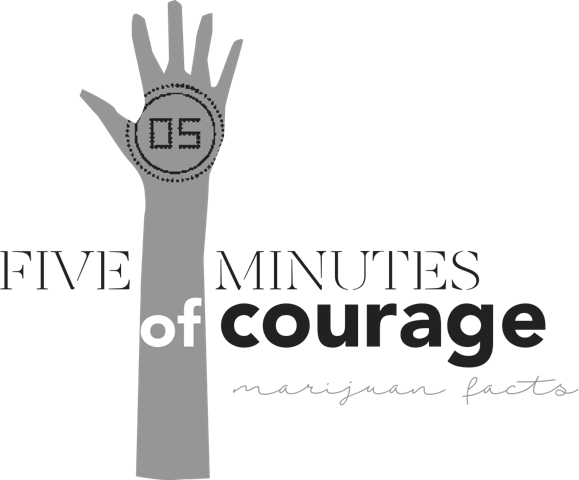 05
FIVE MINUTES
of courage
marijuan facts